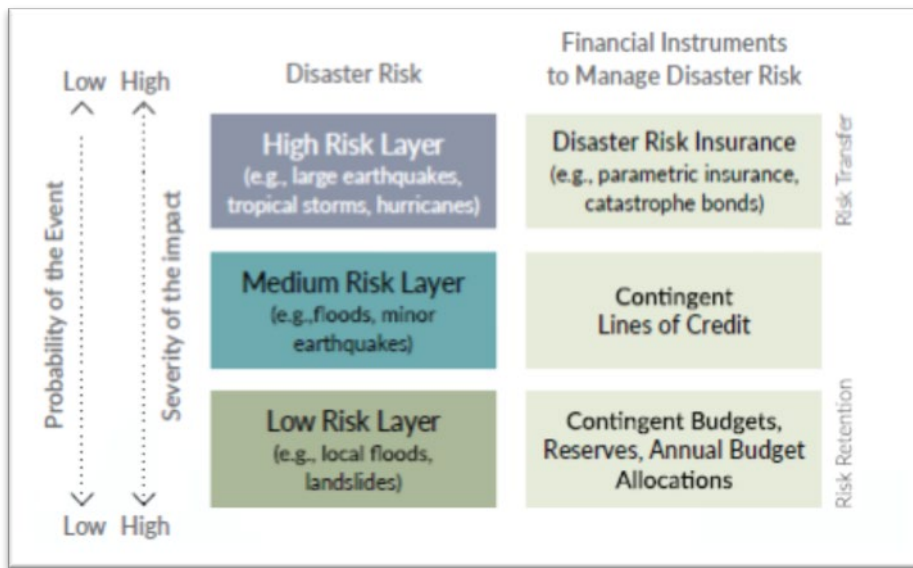 Low High
Disaster Risk
Financial Instruments
to Manage Disaster Risk
Probability of the Event
Severity of the impact
High Risk Layer
(e.g., large earthquakes,
tropical storms, hurricanes)
Disaster Risk Insurance
(e.g., parametric insurance,
catastrophe bonds)
Risk Transfer
Medium Risk Layer
(e.g.,floods, minor
earthquakes)
Contingent
Lines of Credit
Low Risk Layer
(e.g., local floods,
landslides)
Contingent Budgets,
Reserves, Annual Budget
Allocations
Risk Retention
Low High